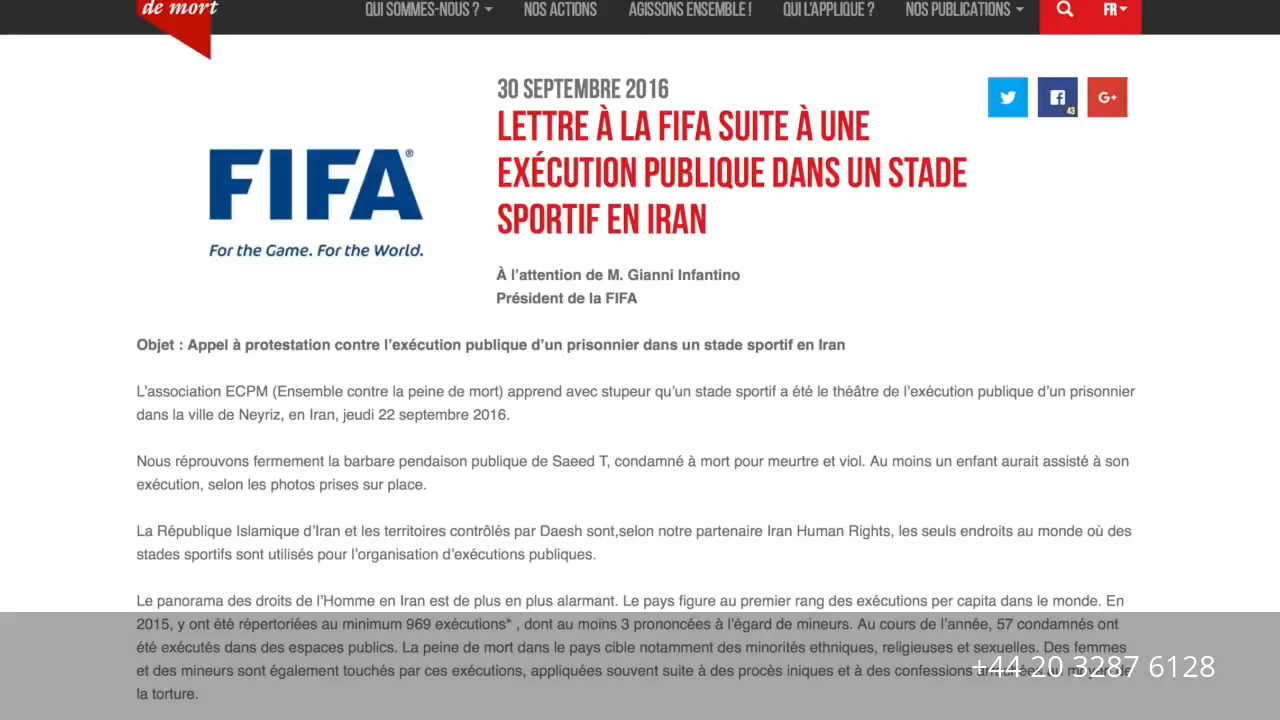 de mort
QUI SOMMES-NOUS ? NOS ACTIONS AGISSONS ENSEMBLE ! QUI L'APPLIQUE ? NOS PUBLICATIONS FR
30 SEPTEMBRE 2016
LETTRE À LA FIFA SUITE À UNE
EXÉCUTION PUBLIQUE DANS UN STADE
SPORTIF EN IRAN
43
G+
FIFA®
For the Game. For the World.
À l'attention de M. Gianni Infantino
Président de la FIFA
Objet : Appel à protestation contre l'exécution publique d'un prisonnier dans un stade sportif en Iran
L'association ECPM (Ensemble contre la peine de mort) apprend avec stupeur qu'un stade sportif a été le théâtre de l'exécution publique d'un prisonnier
dans la ville de Neyriz, en Iran, jeudi 22 septembre 2016.
Nous réprouvons fermement la barbare pendaison publique de Saeed T, condamné à mort pour meurtre et viol. Au moins un enfant aurait assisté à son
exécution, selon les photos prises sur place.
La République Islamique d'Iran et les territoires contrôlés par Daesh sont,selon notre partenaire Iran Human Rights, les seuls endroits au monde où des
stades sportifs sont utilisés pour l'organisation d'exécutions publiques.
Le panorama des droits de l'Homme en Iran est de plus en plus alarmant. Le pays figure au premier rang des exécutions per capita dans le monde. En
2015, y ont été répertoriées au minimum 969 exécutions* , dont au moins 3 prononcées à l'égard de mineurs. Au cours de l'année, 57 condamnés ont
été exécutés dans des espaces publics. La peine de mort dans le pays cible notamment des minorités ethniques, religieuses et sexuelles. Des femmes
et des mineurs sont également touchés par ces exécutions, appliquées souvent suite à des procès iniques et à des confessions
la torture.
+44 20 3287 6128